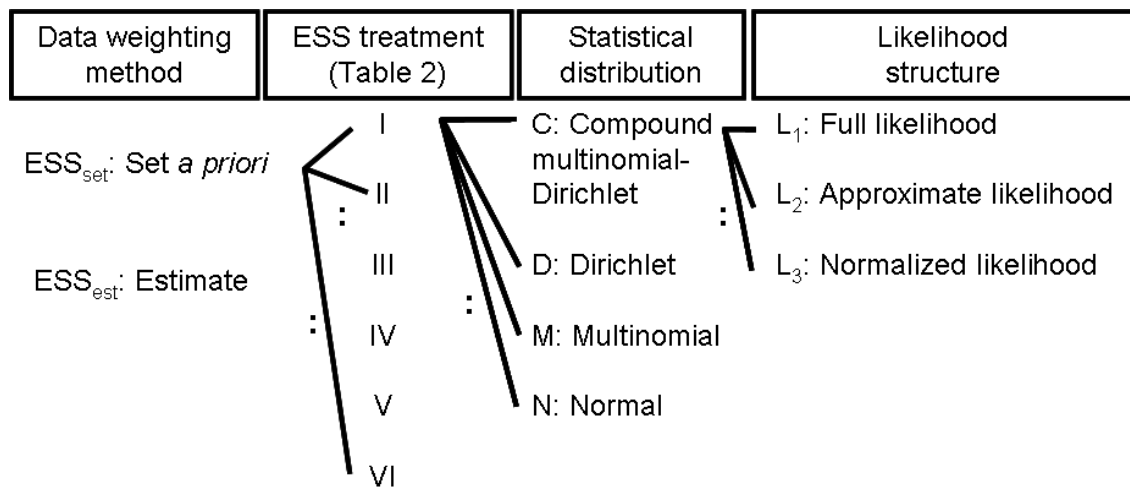 Data weighting
method
ESS treatment
(Table 2)
Statistical
distribution
Likelihood
structure
ESSset: Set a priori
ESSest: Estimate
I
II
:
III
:
IV
V
VI
C: Compound
multinomial-
Dirichlet
D: Dirichlet
:
M: Multinomial
N: Normal
L1: Full likelihood
:
L2: Approximate likelihood
L3: Normalized likelihood